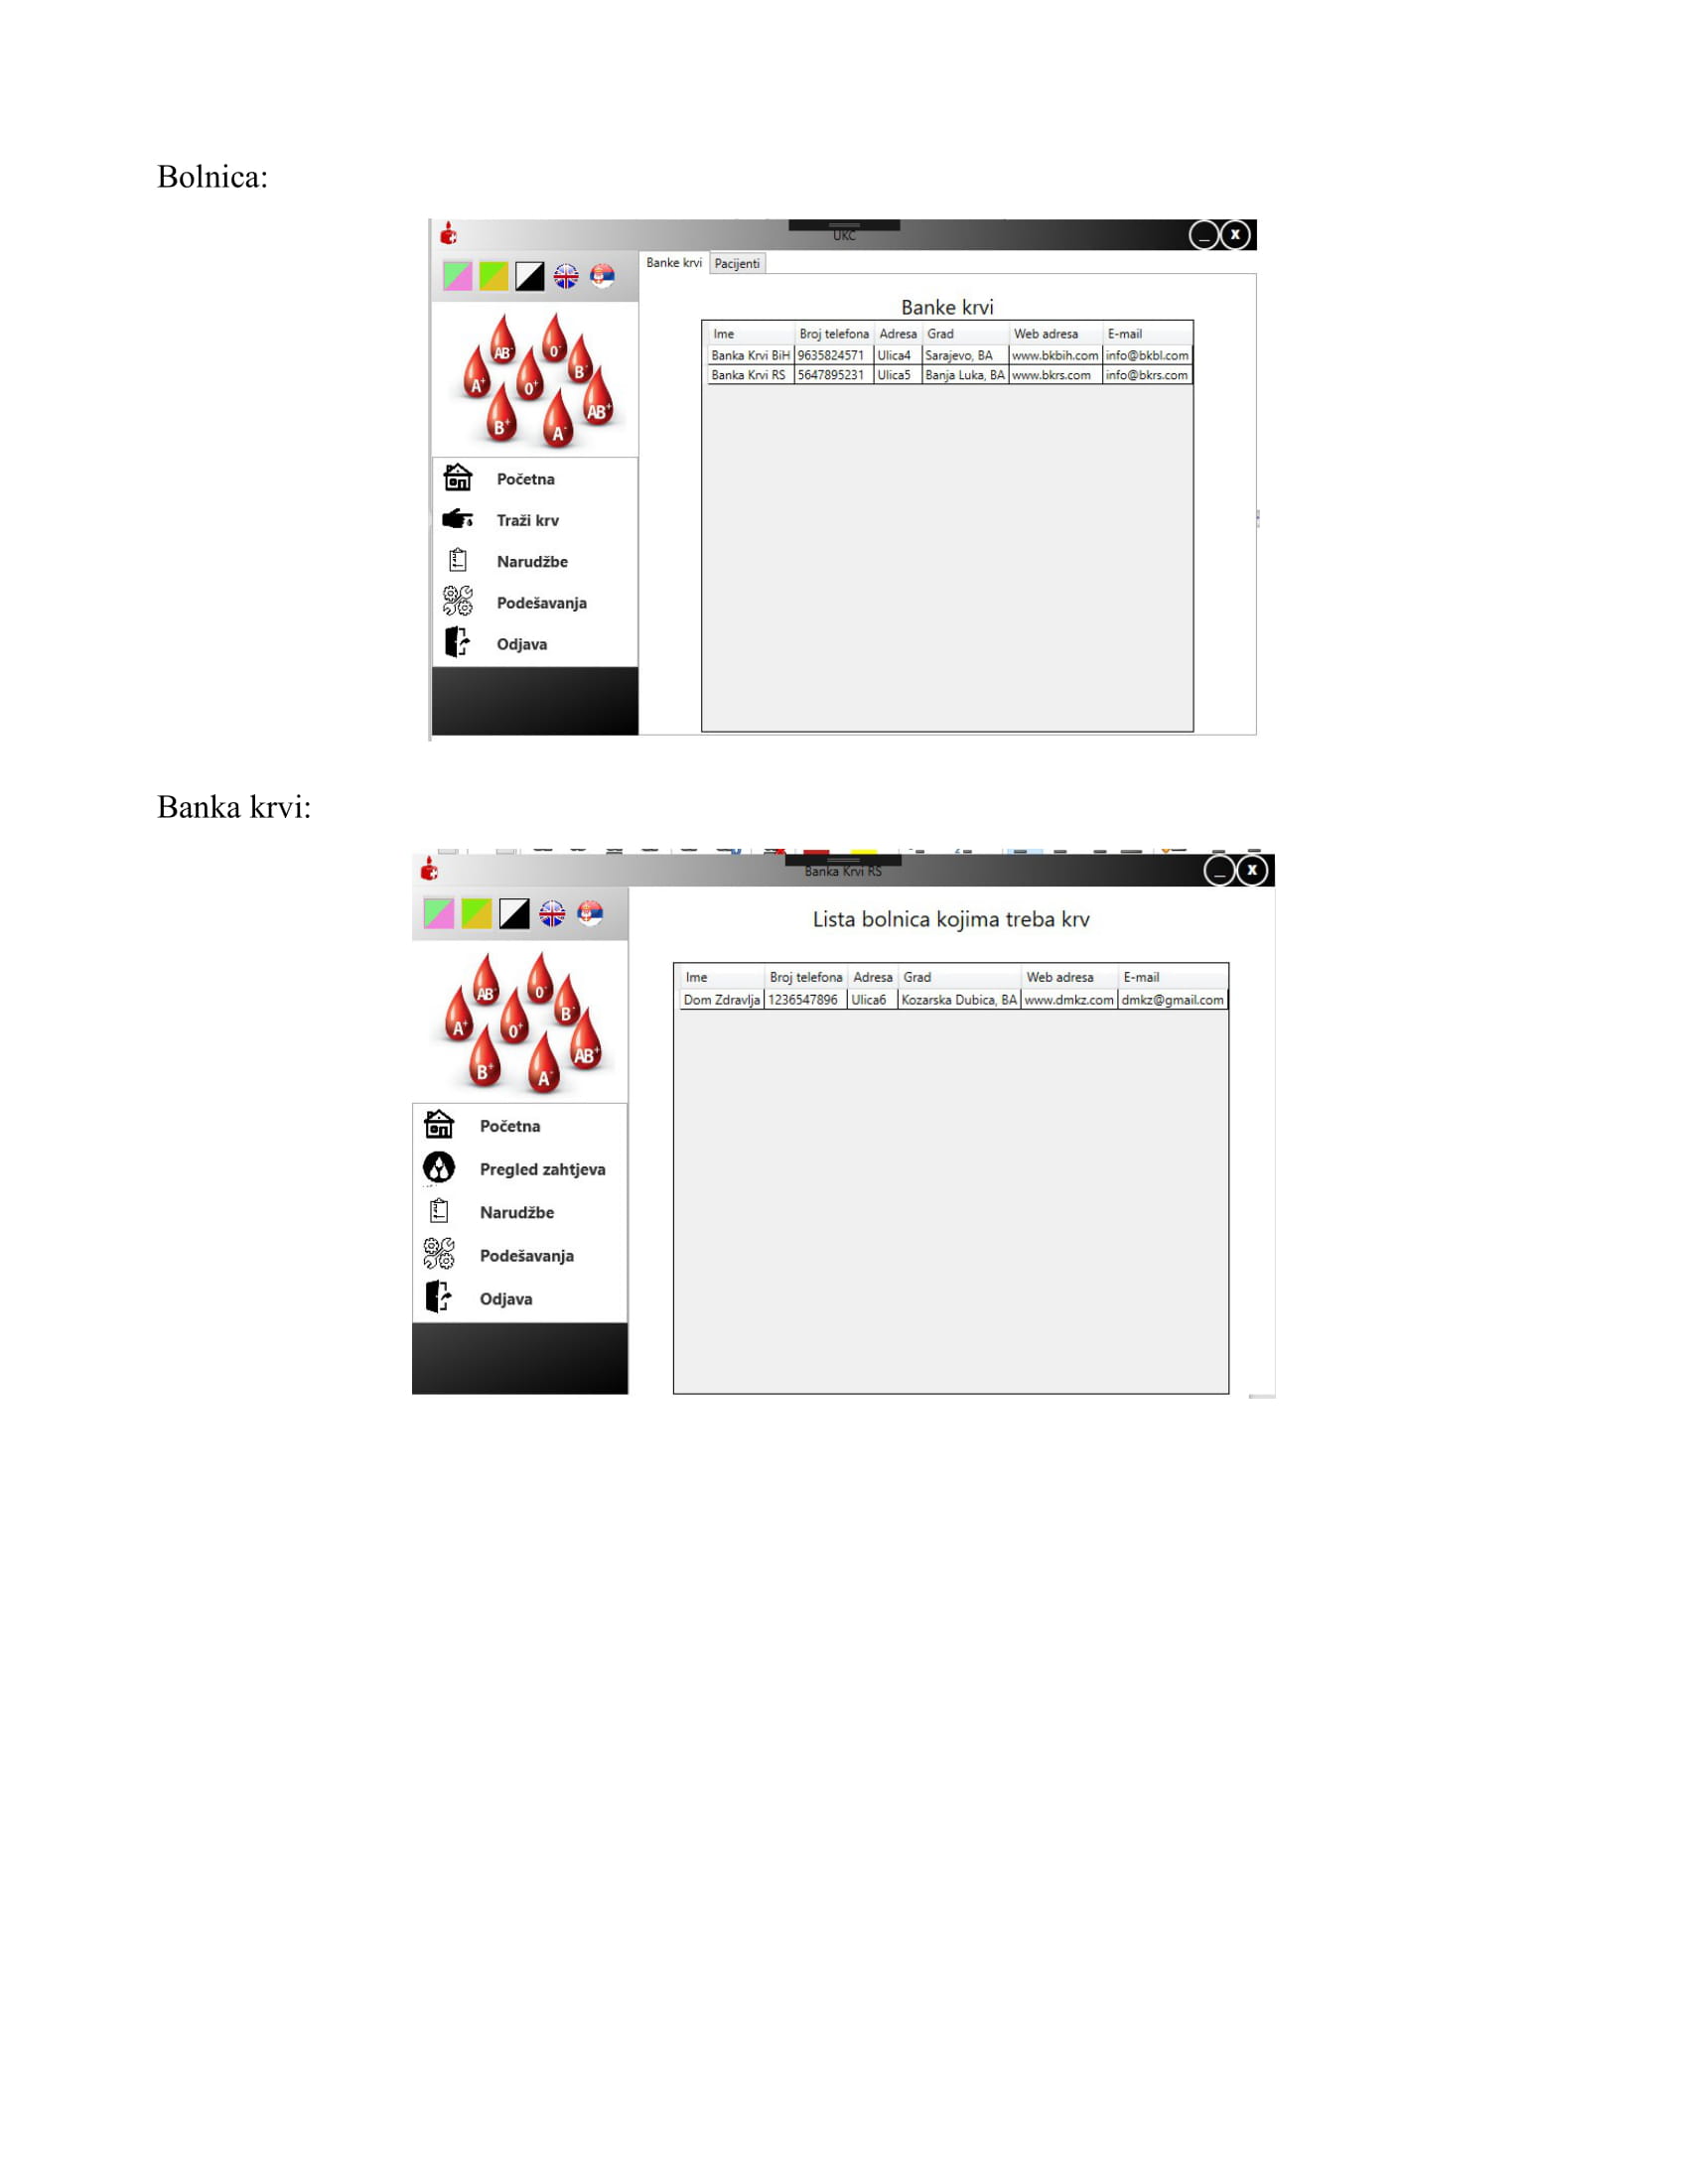 Bolnica:
UKC
Banke krvi Pacijenti
Banke krvi
Ime Broj telefona Adresa Grad Web adresa E-mail
Banka Krvi BiH 9635824571 Ulica4 Sarajevo, BA www.bkbih.com info@bkbl.com
Banka Krvi RS 5647895231 Ulica5 Banja Luka, BA www.bkrs.com info@bkrs.com
AB- O- B- A+ O+ AB+ B+ A-
Početna
Traži krv
Narudžbe
Podešavanja
Odjava
Banka krvi:
Banka Krvi RS
Lista bolnica kojima treba krv
Ime Broj telefona Adresa Grad Web adresa E-mail
Dom Zdravlja 1236547896 Ulica6 Kozarska Dubica, BA www.dmkz.com dmkz@gmail.com
AB- O- B- A+ O+ AB+ B+ A-
Početna
Pregled zahtjeva
Narudžbe
Podešavanja
Odjava